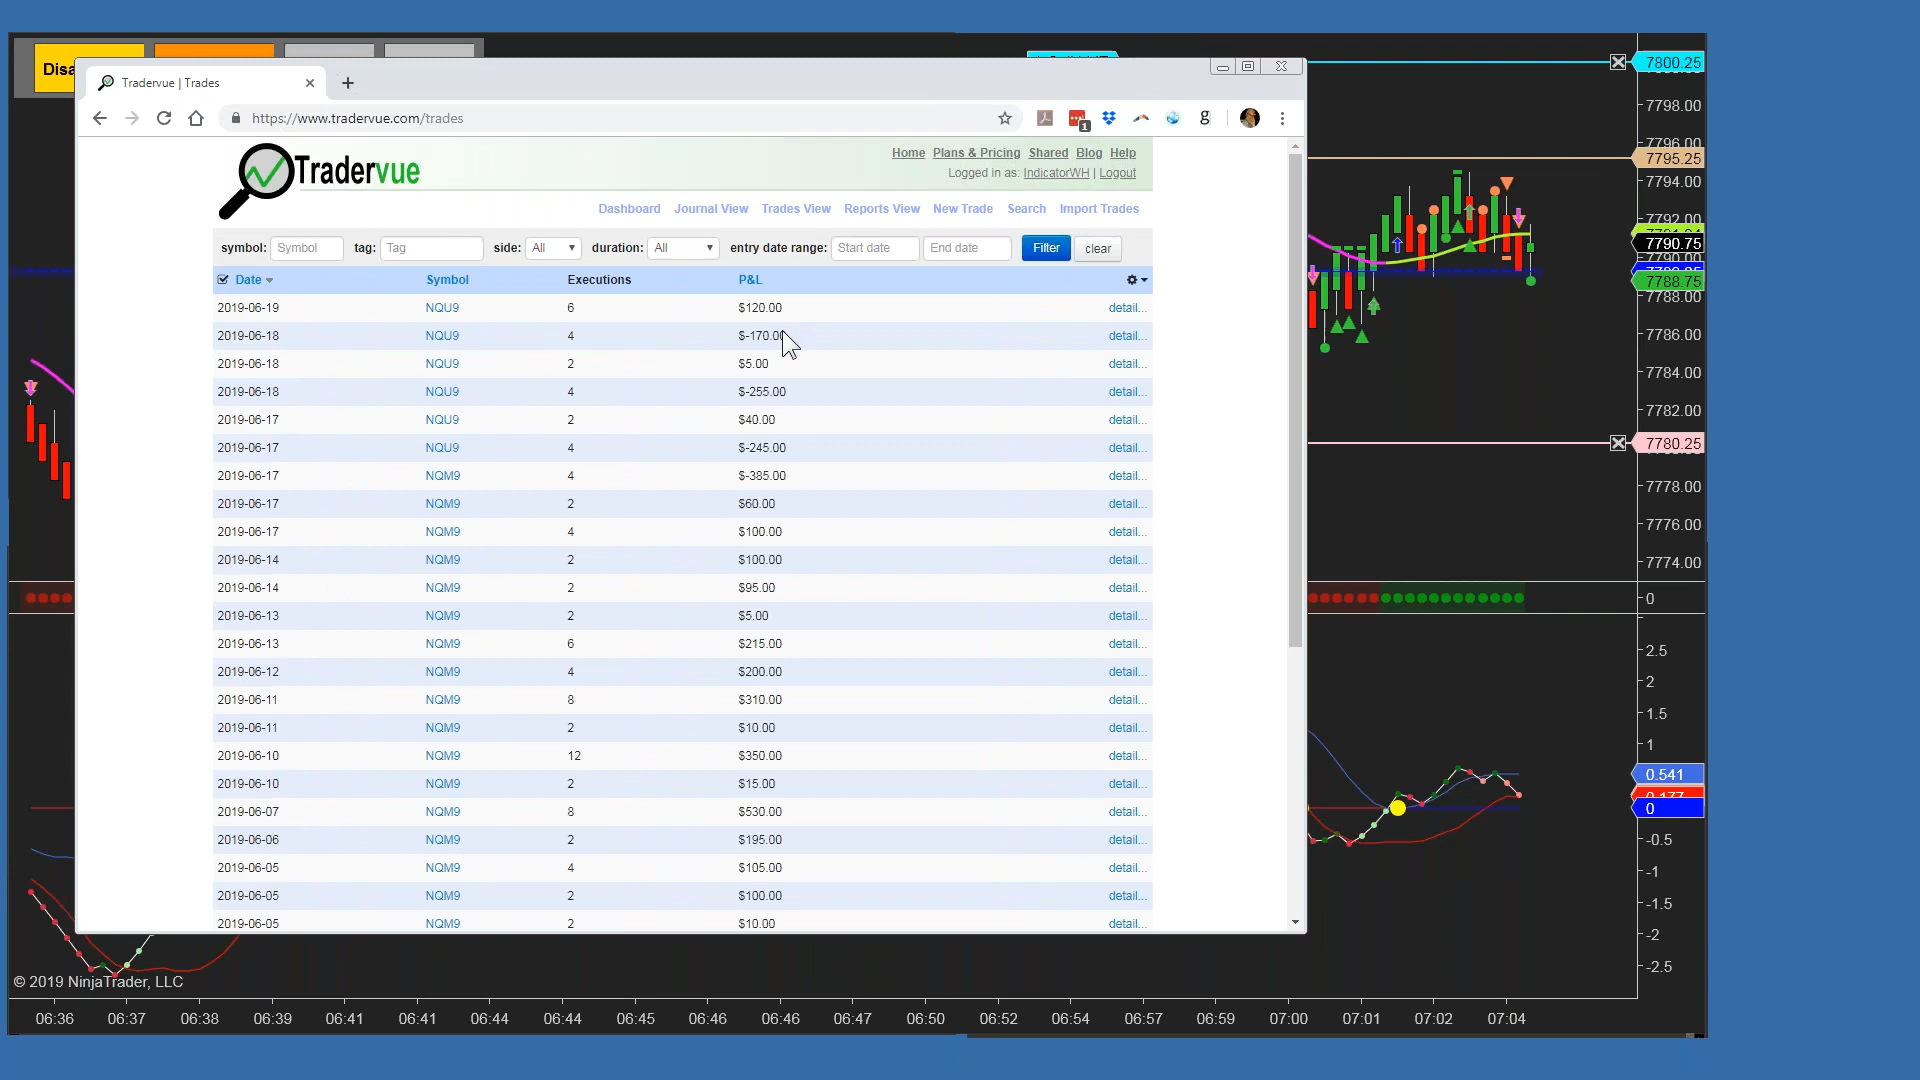 Disa
Tradervue | Trades
https://www.tradervue.com/trades
1
g
Tradervue
Home Plans & Pricing Shared Blog Help
Logged in as: IndicatorWH | Logout
Dashboard Journal View Trades View Reports View New Trade Search Import Trades
symbol: Symbol tag: Tag side: All duration: All entry date range: Start date End date Filter clear
Date Symbol Executions P&L
2019-06-19 NQU9 6 $120.00 detail...
2019-06-18 NQU9 4 $-170.00 detail...
2019-06-18 NQU9 2 $5.00 detail...
2019-06-18 NQU9 4 $-255.00 detail...
2019-06-17 NQU9 2 $40.00 detail...
2019-06-17 NQU9 4 $-245.00 detail...
2019-06-17 NQM9 4 $-385.00 detail...
2019-06-17 NQM9 2 $60.00 detail...
2019-06-17 NQM9 4 $100.00 detail...
2019-06-14 NQM9 2 $100.00 detail...
2019-06-14 NQM9 2 $95.00 detail...
2019-06-13 NQM9 2 $5.00 detail...
2019-06-13 NQM9 6 $215.00 detail...
2019-06-12 NQM9 4 $200.00 detail...
2019-06-11 NQM9 8 $310.00 detail...
2019-06-11 NQM9 2 $10.00 detail...
2019-06-10 NQM9 12 $350.00 detail...
2019-06-10 NQM9 2 $15.00 detail...
2019-06-07 NQM9 8 $530.00 detail...
2019-06-06 NQM9 2 $195.00 detail...
2019-06-05 NQM9 4 $105.00 detail...
2019-06-05 NQM9 2 $100.00 detail...
2019-06-05 NQM9 2 $10.00 detail...
7800.25
7798.00
7796.00
7795.25
7794.00
7792.00
7790.75
7790.00
7788.75
7788.00
7786.00
7784.00
7782.00
7780.25
7778.00
7776.00
7774.00
0
2.5
2
1.5
1
0.541
0.177
0
-0.5
-1
-1.5
-2
-2.5
© 2019 NinjaTrader, LLC
06:36 06:37 06:38 06:39 06:41 06:41 06:44 06:44 06:45 06:46 06:46 06:47 06:50 06:52 06:54 06:57 06:59 07:00 07:01 07:02 07:04